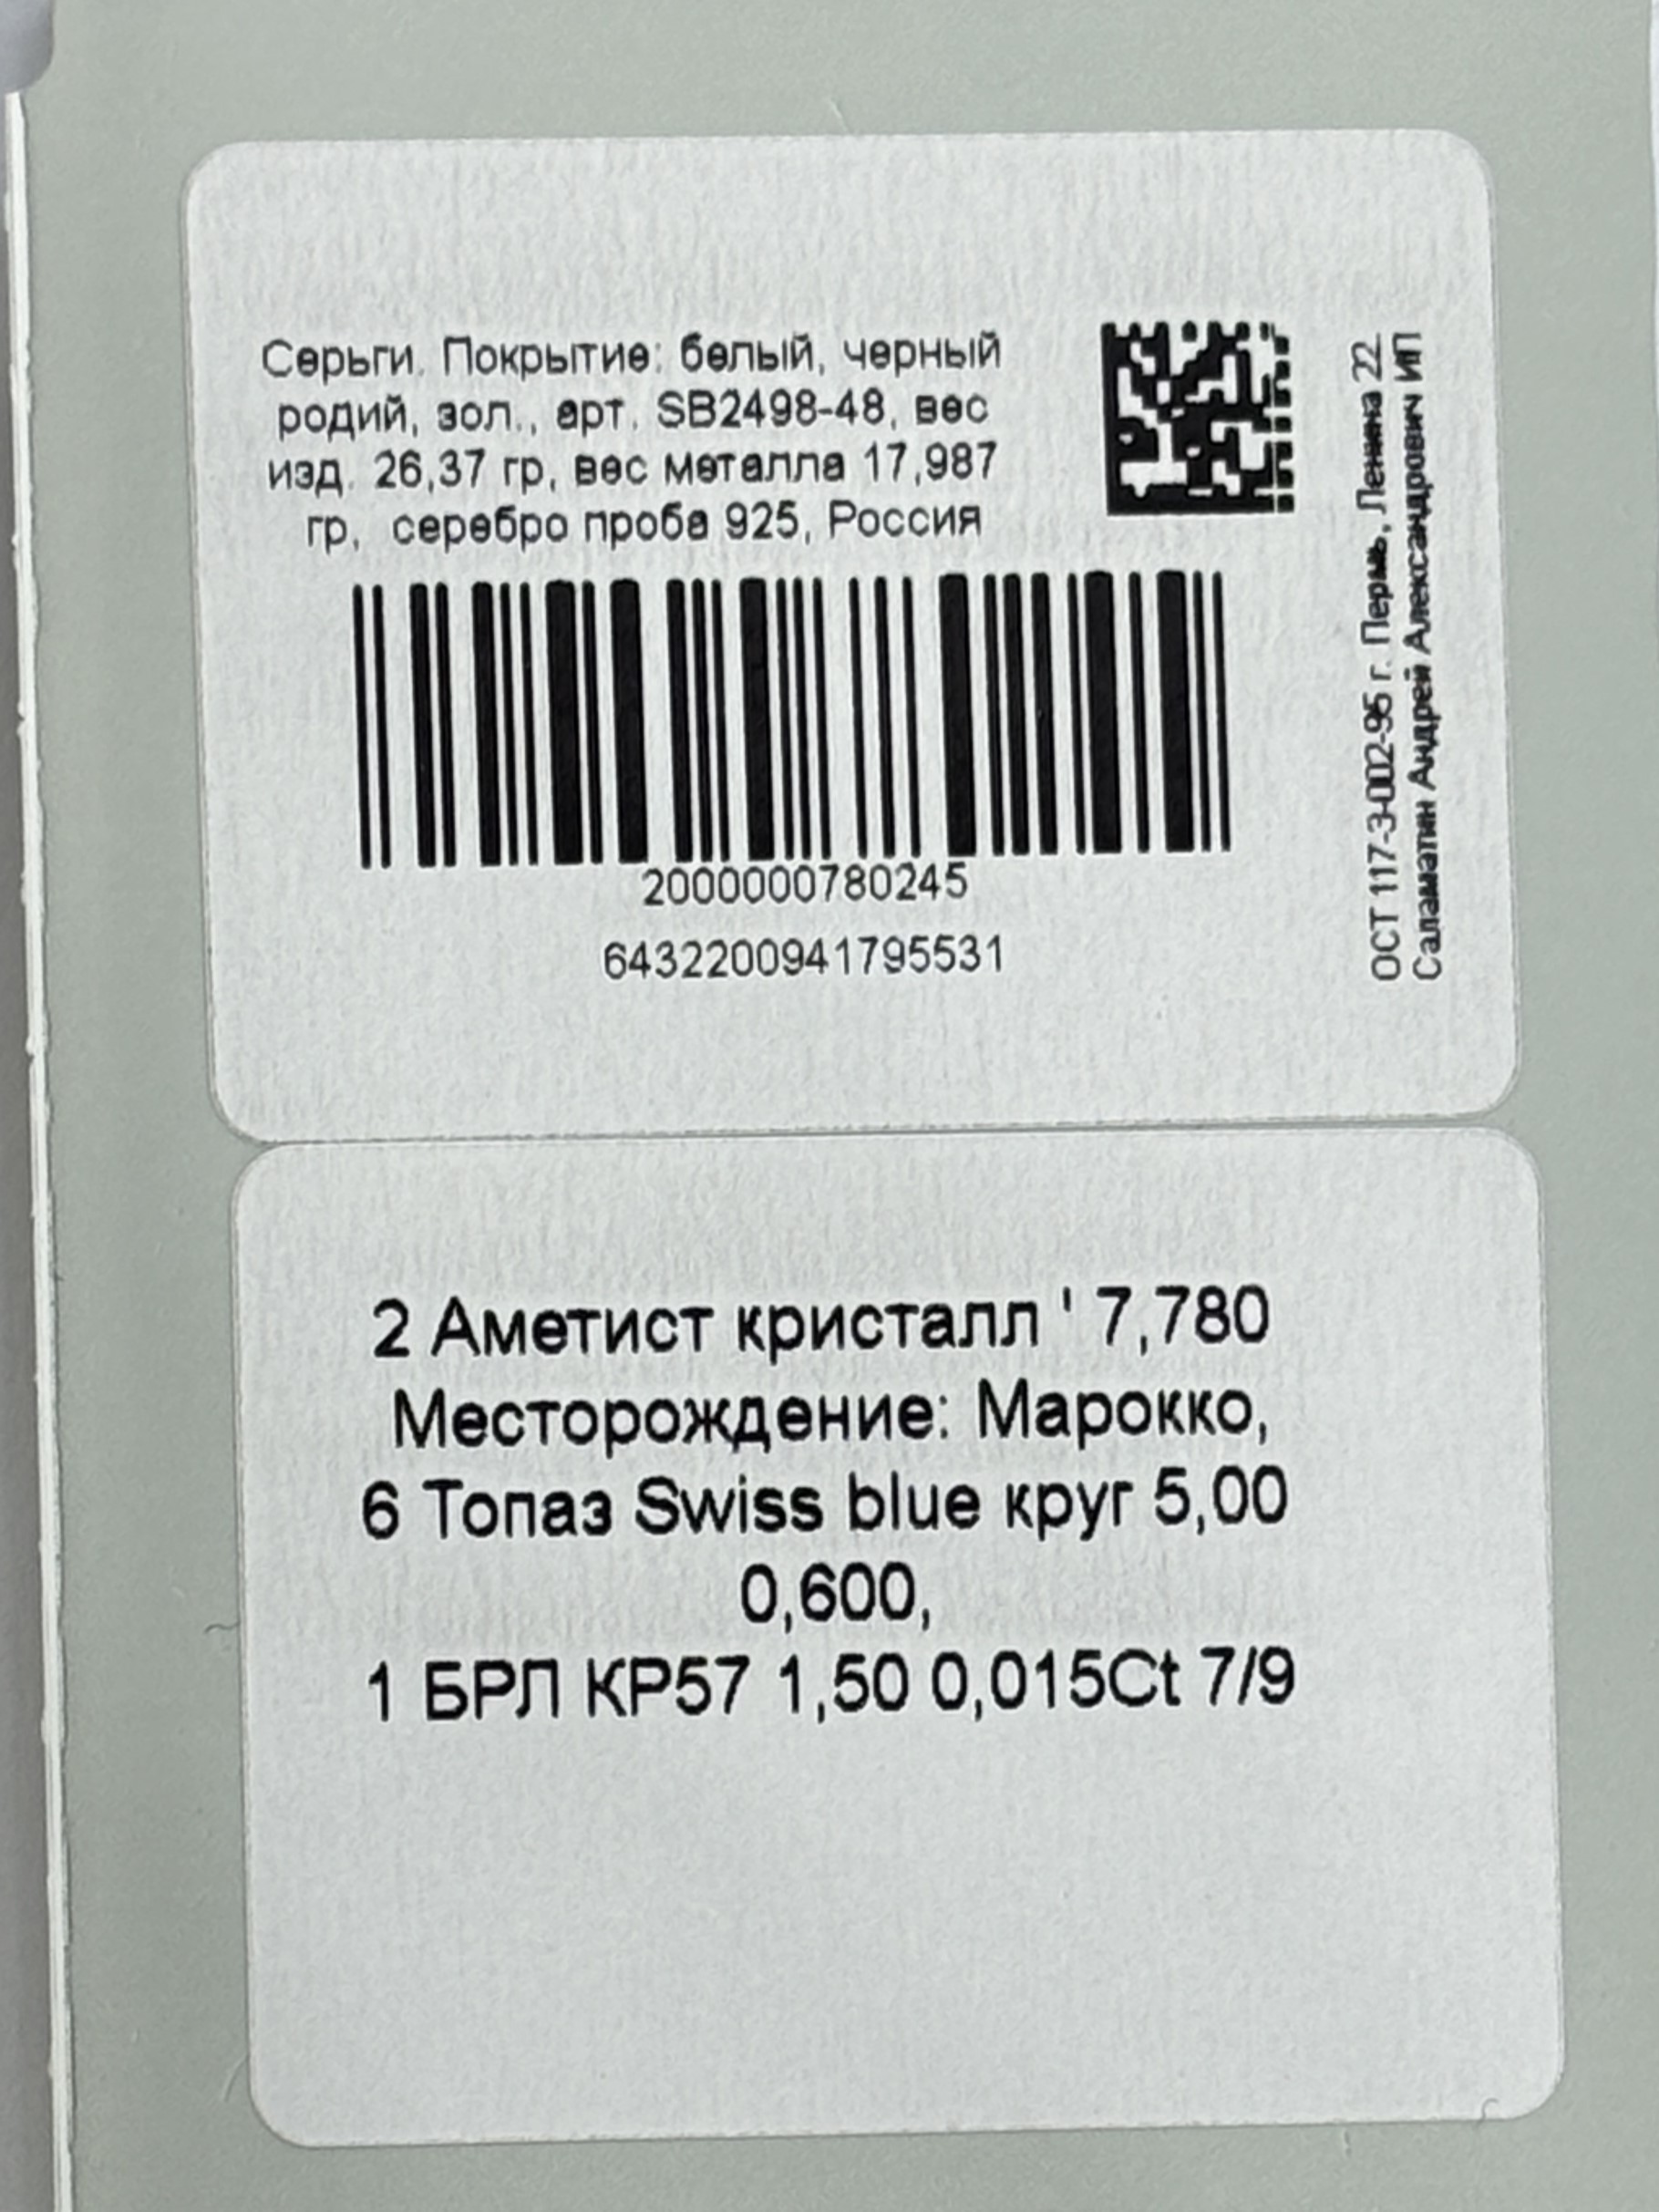 Серьги. Покрытие: белый, черный
родий, зол., арт. SB2498-48, вес
изд. 26,37 гр, вес металла 17,987
гр, серебро проба 925, Россия
2000000780245
6432200941795531
ОСТ 117-3-002-95 г. Пермь, Ленина 22
Саламатин Андрей Александрович ИП
2 Аметист кристалл ' 7,780
Месторождение: Марокко,
6 Топаз Swiss blue круг 5,00
0,600,
1 БРЛ КР57 1,50 0,015Ct 7/9